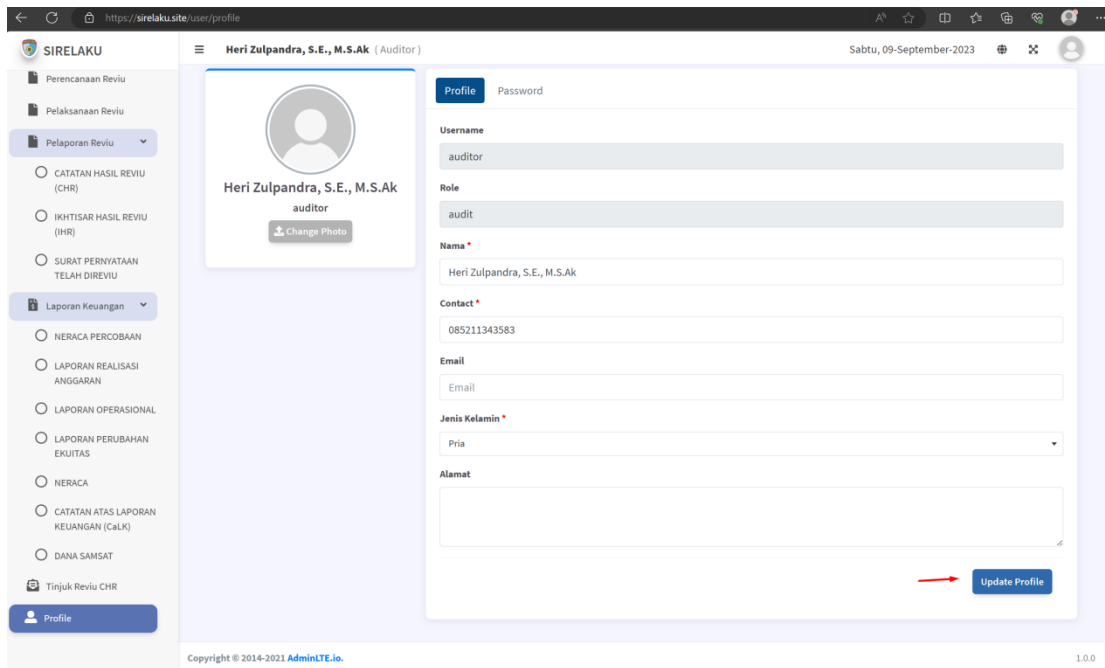 https://sirelaku.site/user/profile
SIRELAKU
Heri Zulpandra, S.E., M.S.Ak (Auditor)
Sabtu, 09-September-2023
Perencanaan Reviu
Pelaksanaan Reviu
Pelaporan Reviu
CATATAN HASIL REVIU
(CHR)
IKHTISAR HASIL REVIU
(IHR)
SURAT PERNYATAAN
TELAH DIREVIU
Laporan Keuangan
NERACA PERCOBAAN
LAPORAN REALISASI
ANGGARAN
LAPORAN OPERASIONAL
LAPORAN PERUBAHAN
EKUITAS
NERACA
CATATAN ATAS LAPORAN
KEUANGAN (CaLK)
DANA SAMSAT
Tinjuk Reviu CHR
Profile
Heri Zulpandra, S.E., M.S.Ak
auditor
Change Photo
Profile Password
Username
auditor
Role
audit
Nama *
Heri Zulpandra, S.E., M.S.Ak
Contact *
085211343583
Email
Email
Jenis Kelamin *
Pria
Alamat
Update Profile
Copyright © 2014-2021 AdminLTE.io.
1.0.0